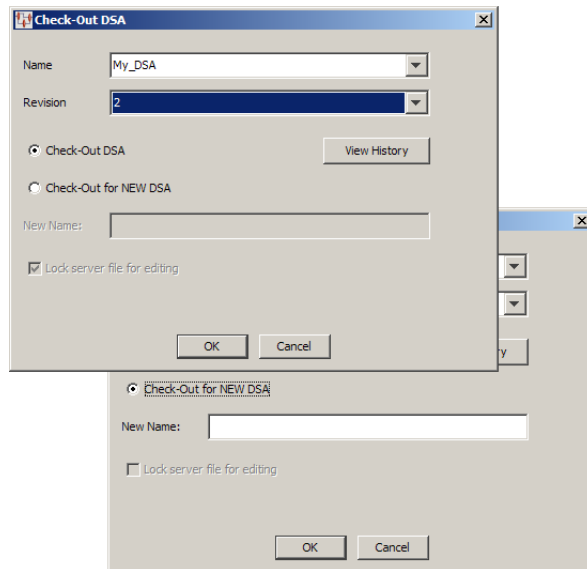 Check-Out DSA
Name My_DSA
Revision 2
Check-Out DSA View History
Check-Out for NEW DSA
New Name:
Lock server file for editing
OK Cancel
Check-Out for NEW DSA
New Name:
Lock server file for editing
OK Cancel